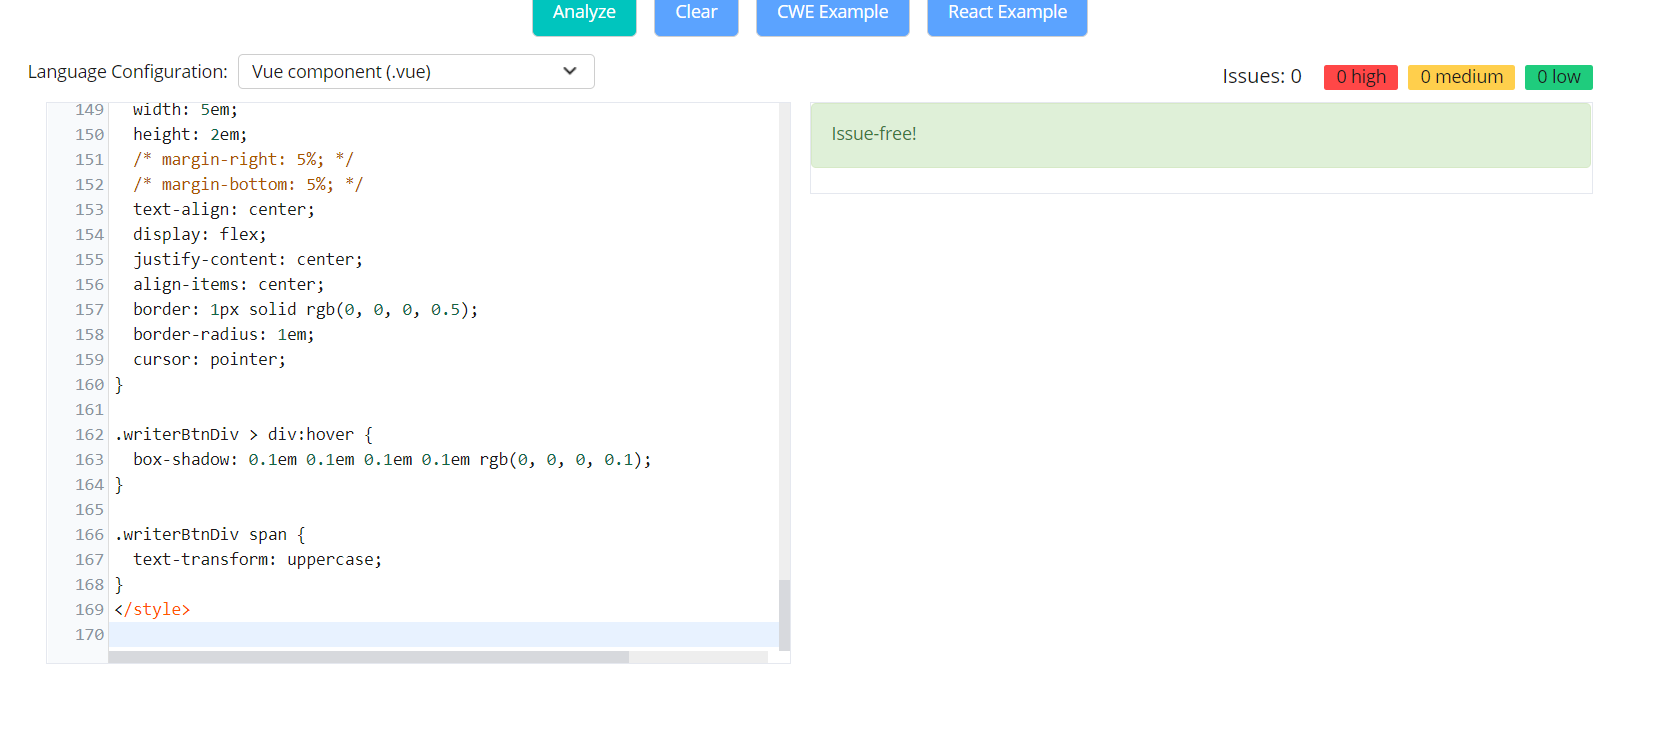 Analyze Clear CWE Example React Example
Language Configuration: Vue component (.vue)
Issues: 0 0 high 0 medium 0 low
149 width: 5em;
150 height: 2em;
151 /* margin-right: 5%; */
152 /* margin-bottom: 5%; */
153 text-align: center;
154 display: flex;
155 justify-content: center;
156 align-items: center;
157 border: 1px solid rgb(0, 0, 0, 0.5);
158 border-radius: 1em;
159 cursor: pointer;
160 }
161
162 .writerBtnDiv > div:hover {
163 box-shadow: 0.1em 0.1em 0.1em 0.1em rgb(0, 0, 0, 0.1);
164 }
165
166 .writerBtnDiv span {
167 text-transform: uppercase;
168 }
169 </style>
170
Issue-free!